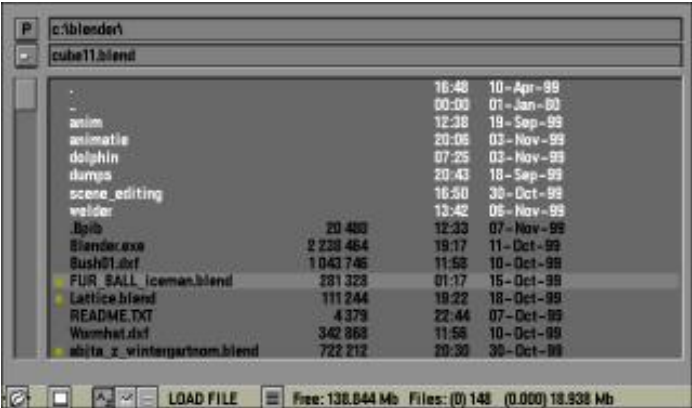 P c:\blender\
cube11.blend
. 16:48 10-Apr-99
.. 00:00 01-Jan-80
anim 12:38 19-Sep-99
animatie 20:06 03-Nov-99
dolphin 07:25 03-Nov-99
dumps 20:43 18-Sep-99
scene_editing 16:50 30-Oct-99
welder 13:42 06-Nov-99
.Bpib 20 480 12:33 07-Nov-99
Blender.exe 2 238 464 19:17 11-Oct-99
Bush01.dxf 1 043 746 11:58 10-Oct-99
FUR_BALL_iceman.blend 281 328 01:17 15-Oct-99
Lattice.blend 111 244 19:22 18-Oct-99
README.TXT 4 379 22:44 07-Oct-99
342 868 11:56 10-Oct-99
722 212 20:30 30-Oct-99
LOAD FILE Free: 138.844 Mb Files: (0) 148 (0.000) 18.938 Mb